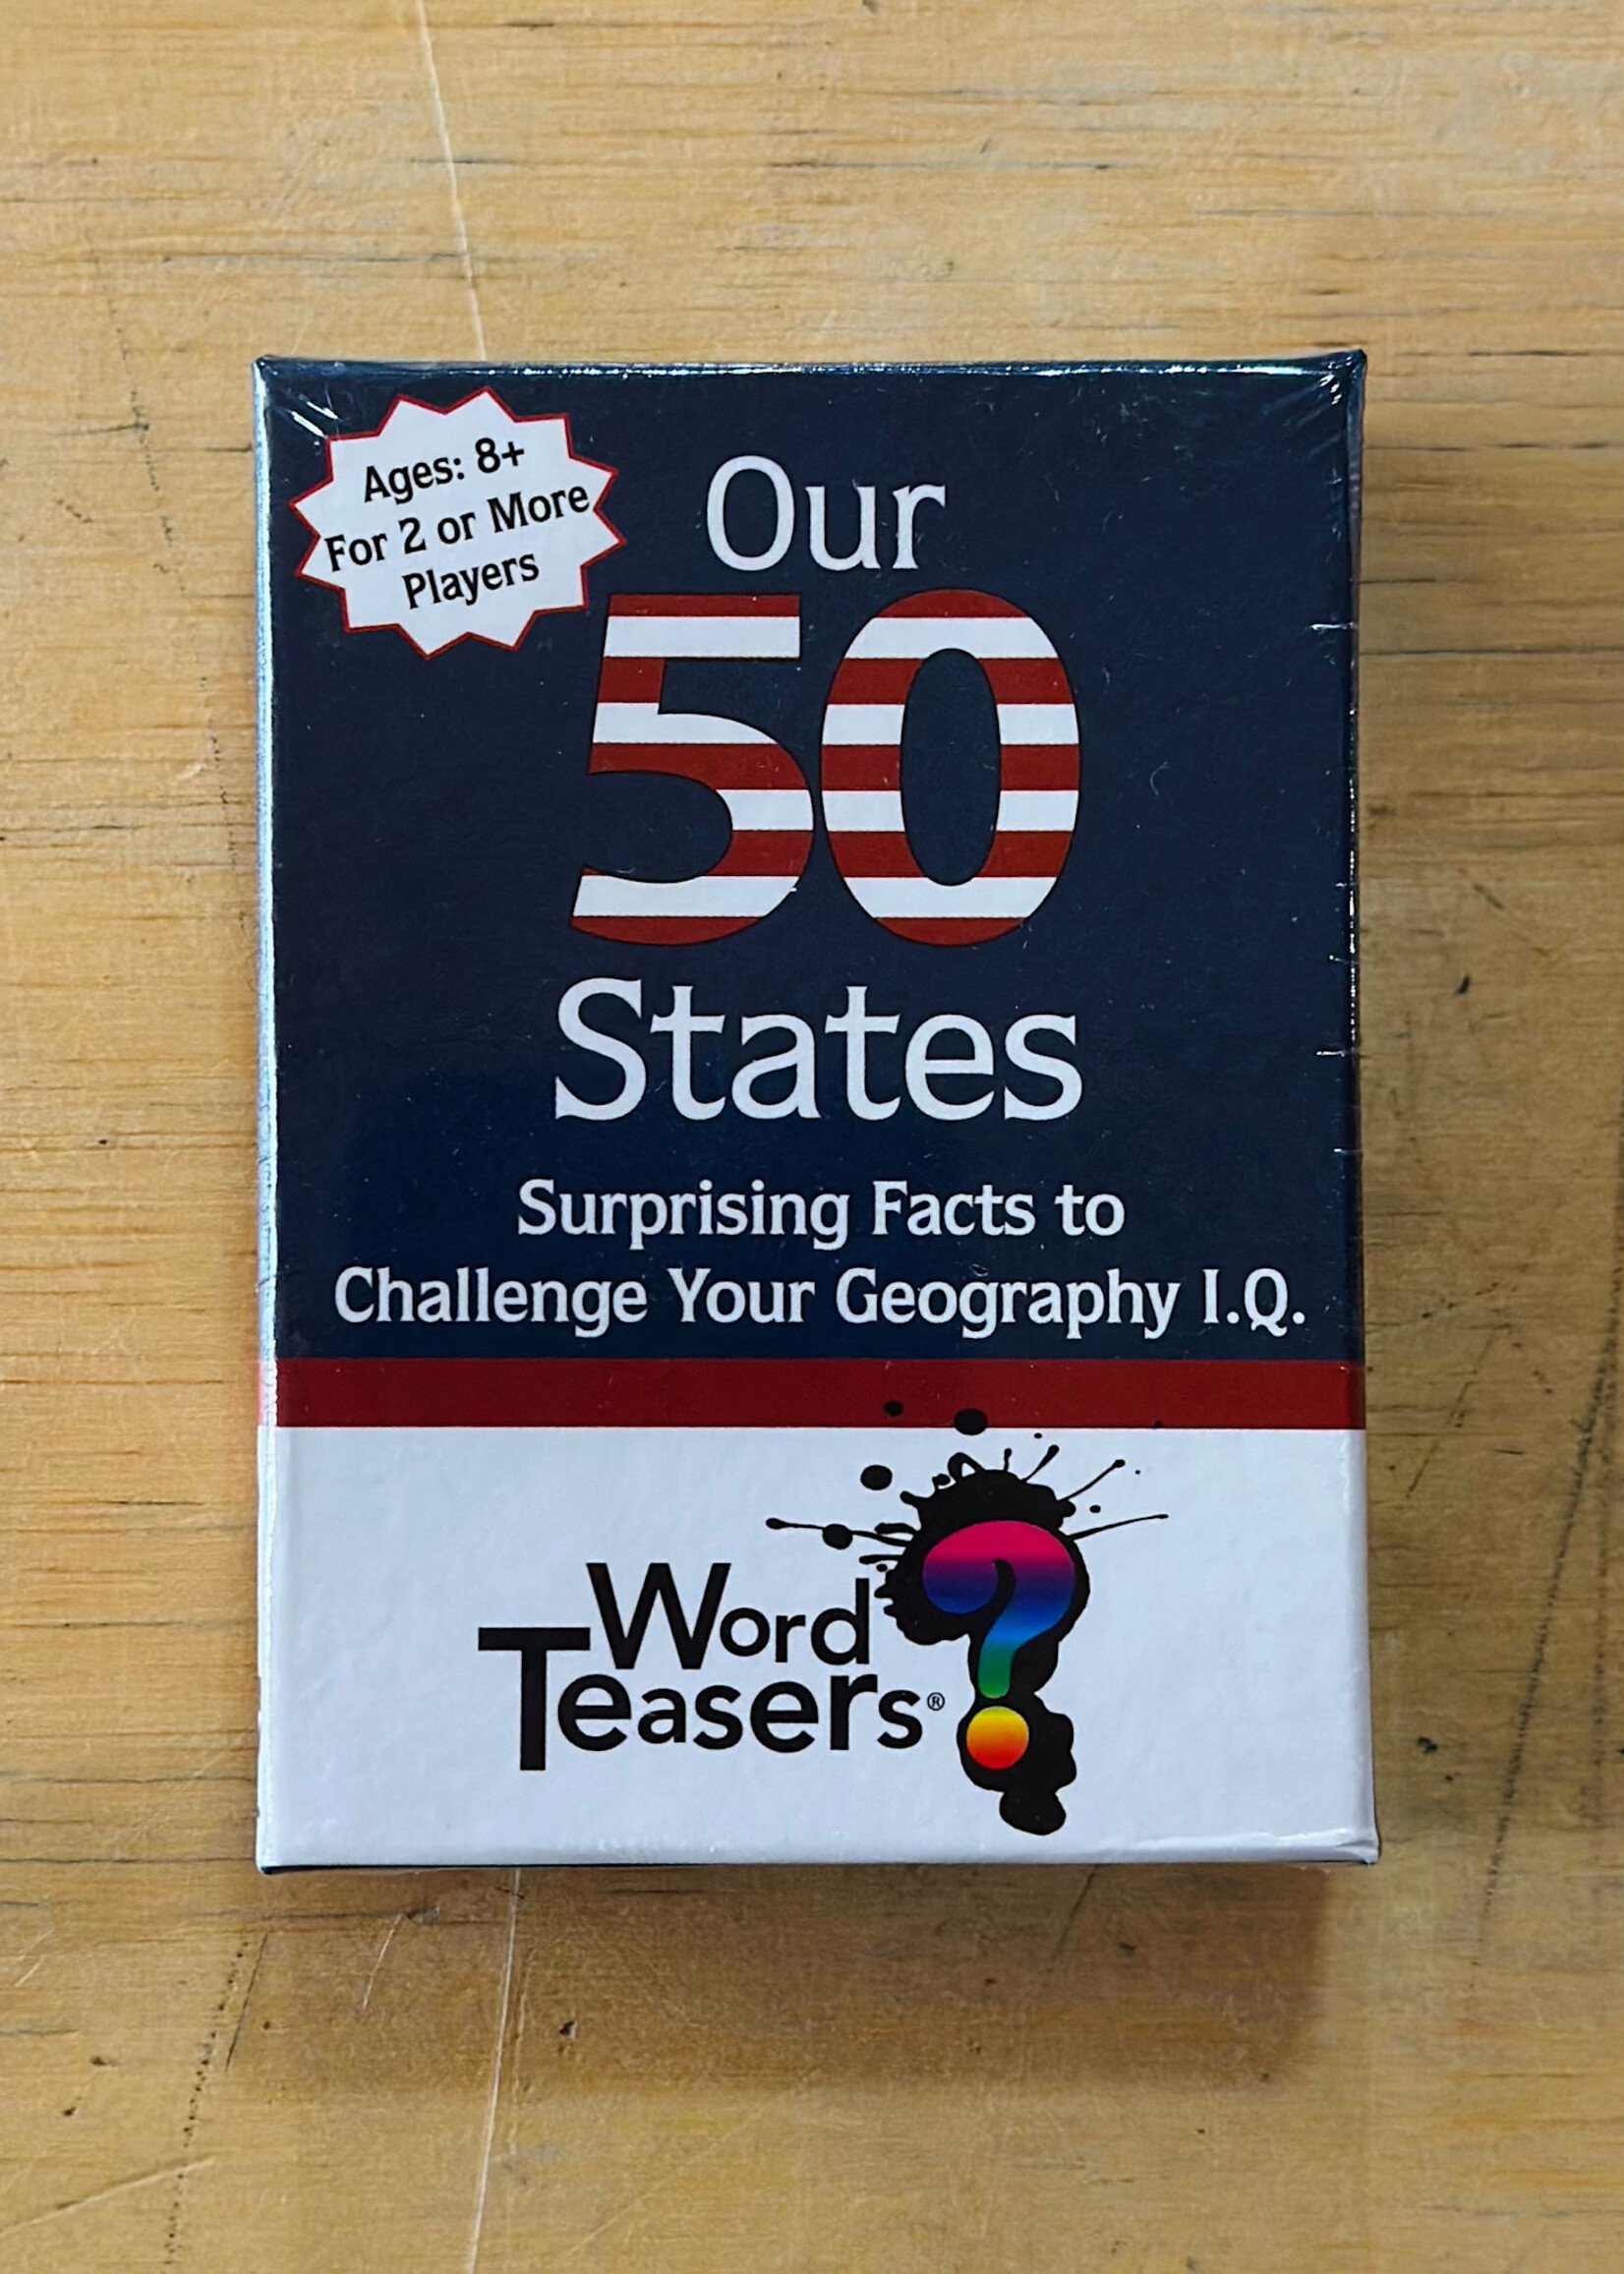 Ages: 8+
For 2 or More
Players
Our
50
States
Surprising Facts to
Challenge Your Geography I.Q.
Word
Teasers®
?